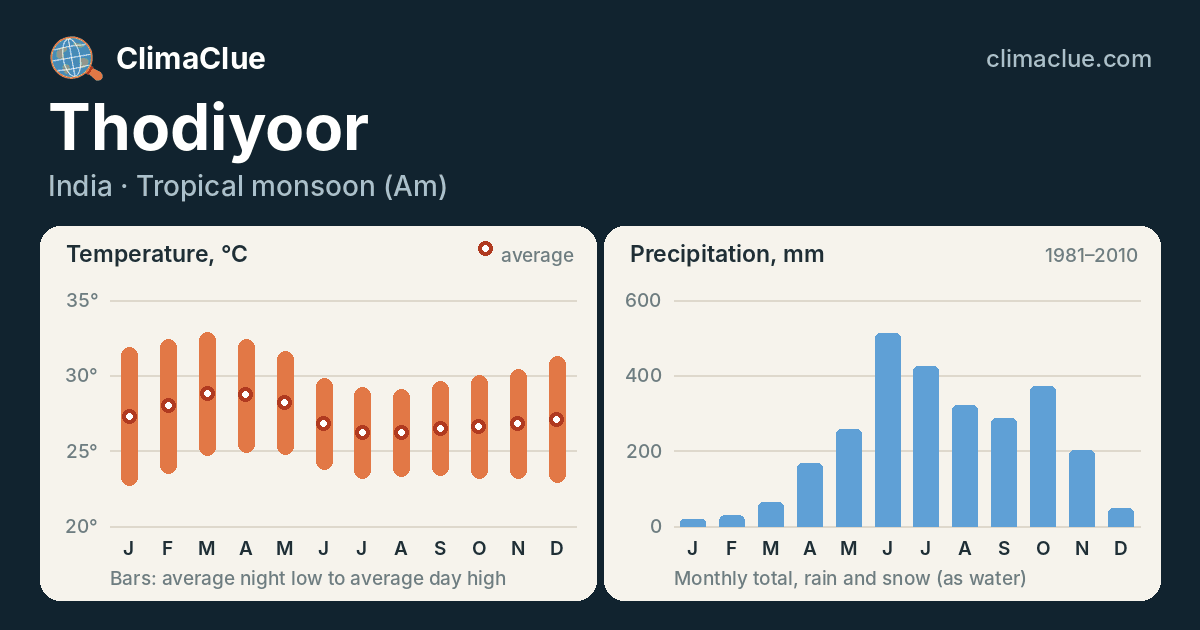 ClimaClue
climaclue.com
Thodiyoor
India · Tropical monsoon (Am)
Temperature, °C
average
35°
30°
25°
20°
J F M A M J J A S O N D
Bars: average night low to average day high
Precipitation, mm
1981–2010
600
400
200
0
J F M A M J J A S O N D
Monthly total, rain and snow (as water)